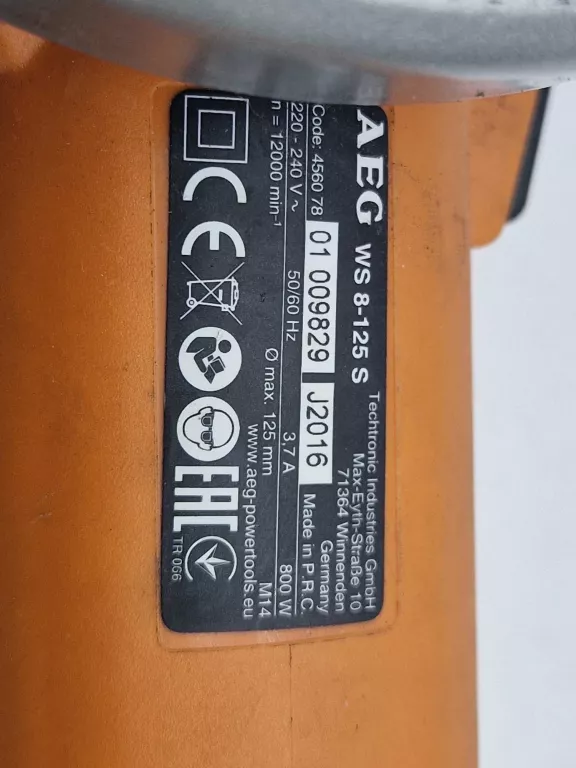 AEG WS 8-125 S
Techtronic Industries GmbH
Max-Eyth-Straße 10
71364 Winnenden
Germany
Code: 4560 78 01 009829 J2016 Made in P.R.C.
220 - 240 V ~ 50/60 Hz 3,7 A 800 W
n = 12000 min-¹ Ø max. 125 mm M14
www.aeg-powertools.eu
CE
EAC
TR 066